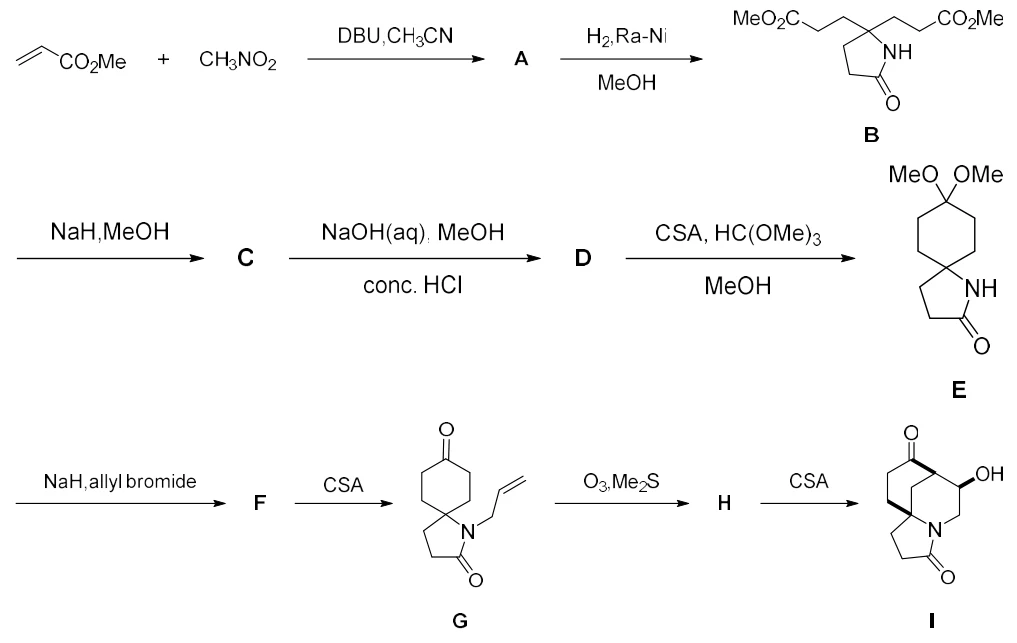 CO₂Me + CH₃NO₂ DBU,CH₃CN A H₂,Ra-Ni MeOH MeO₂C CO₂Me NH O B
NaH,MeOH C NaOH(aq), MeOH conc. HCl D CSA, HC(OMe)₃ MeOH MeO OMe NH O E
NaH,allyl bromide F CSA O N O G O₃,Me₂S H CSA O OH N O I